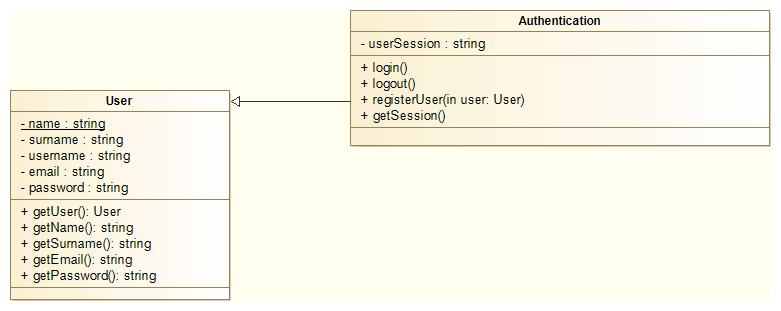 Authentication
- userSession : string
+ login()
+ logout()
+ registerUser(in user: User)
+ getSession()
User
- name : string
- surname : string
- username : string
- email : string
- password : string
+ getUser(): User
+ getName(): string
+ getSurname(): string
+ getEmail(): string
+ getPassword(): string